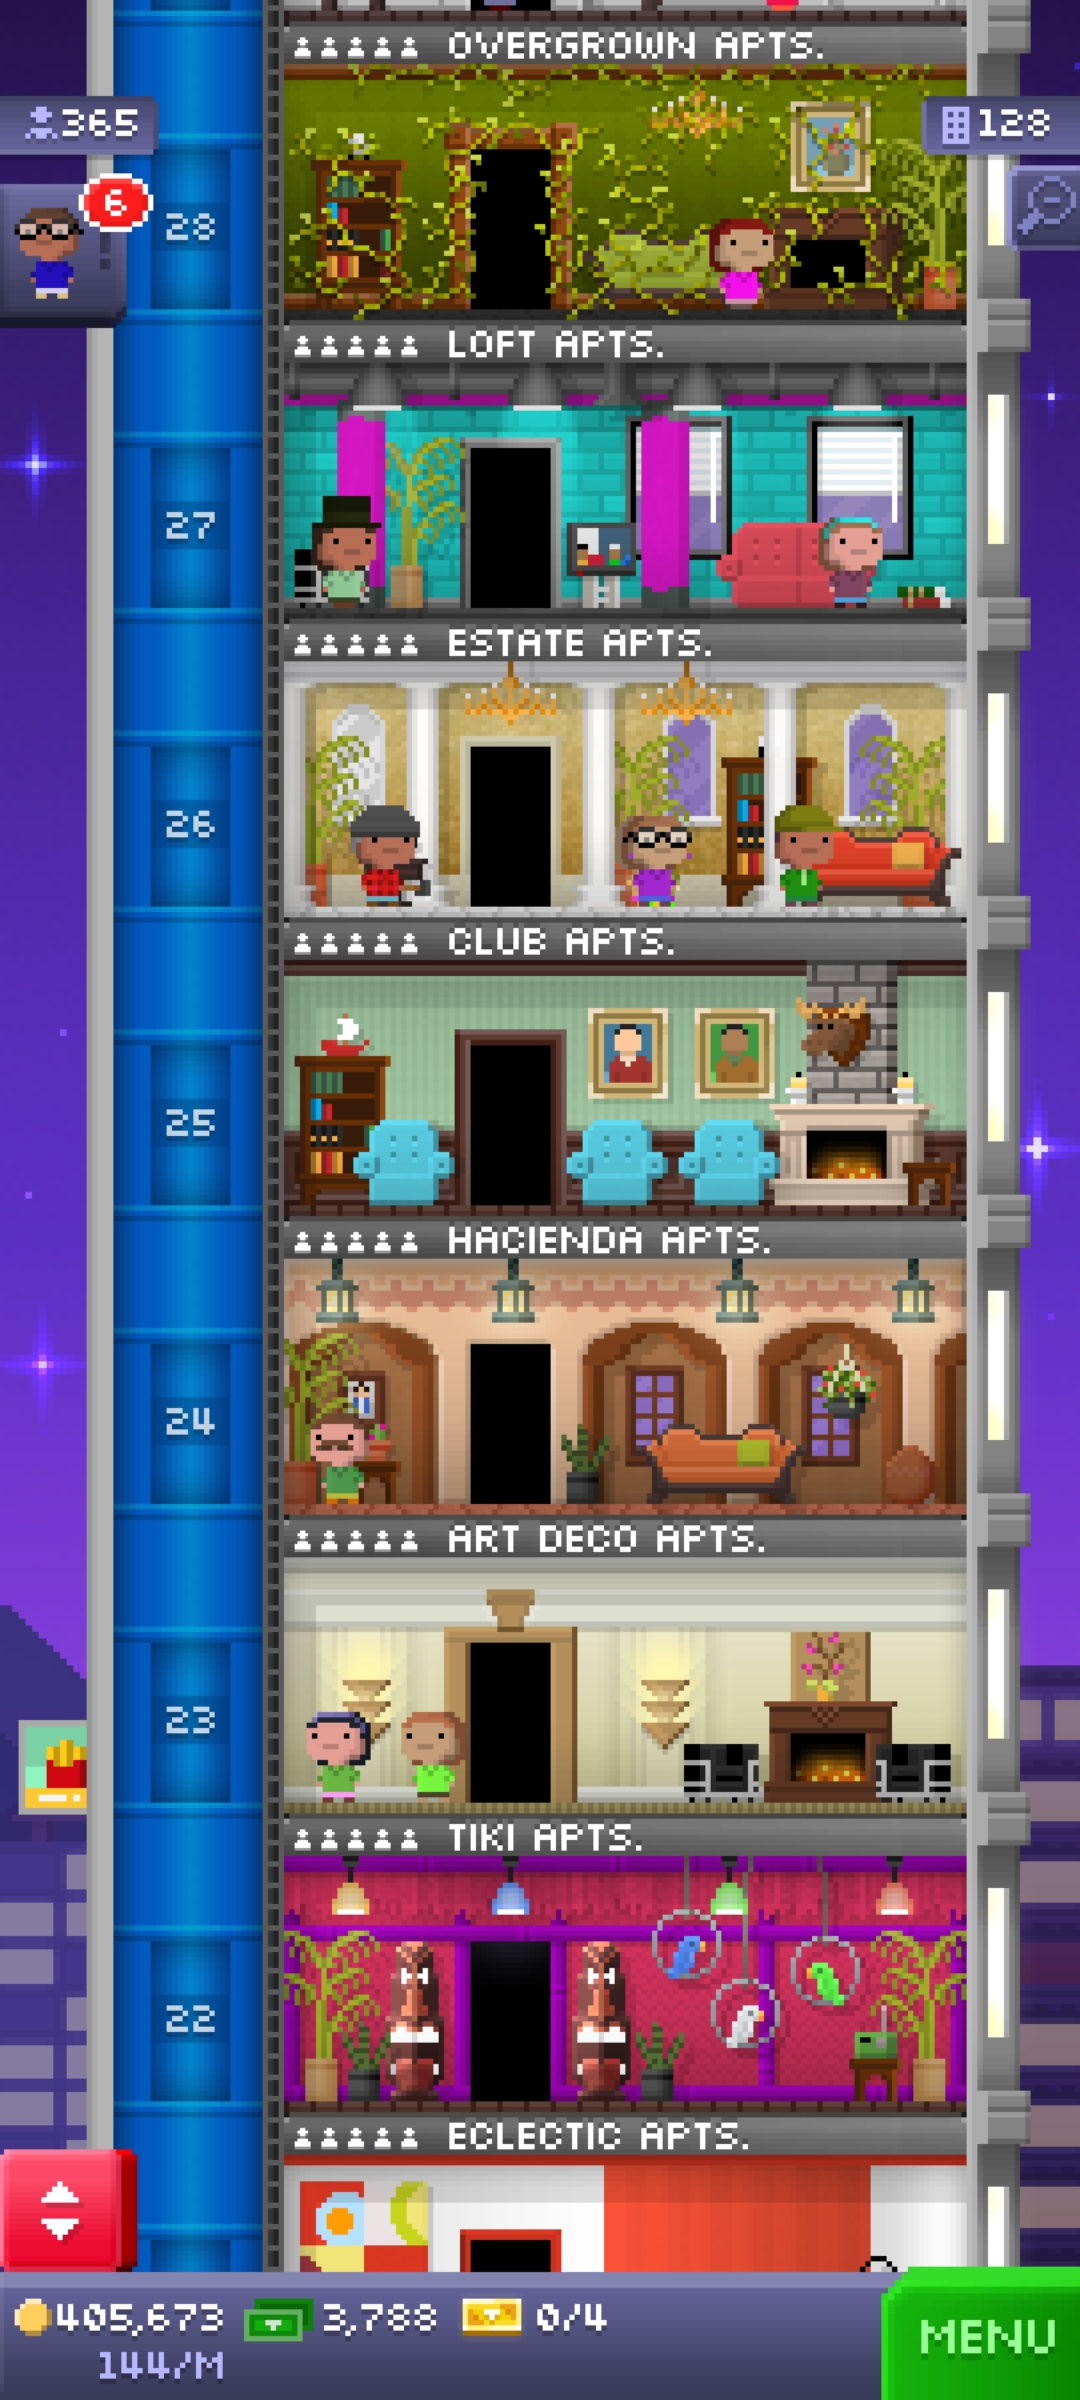 OVERGROWN APTS.
365
128
6
28
LOFT APTS.
27
ESTATE APTS.
26
CLUB APTS.
25
HACIENDA APTS.
24
ART DECO APTS.
23
TIKI APTS.
22
ECLECTIC APTS.
405,673 3,788 0/4
144/M
MENU